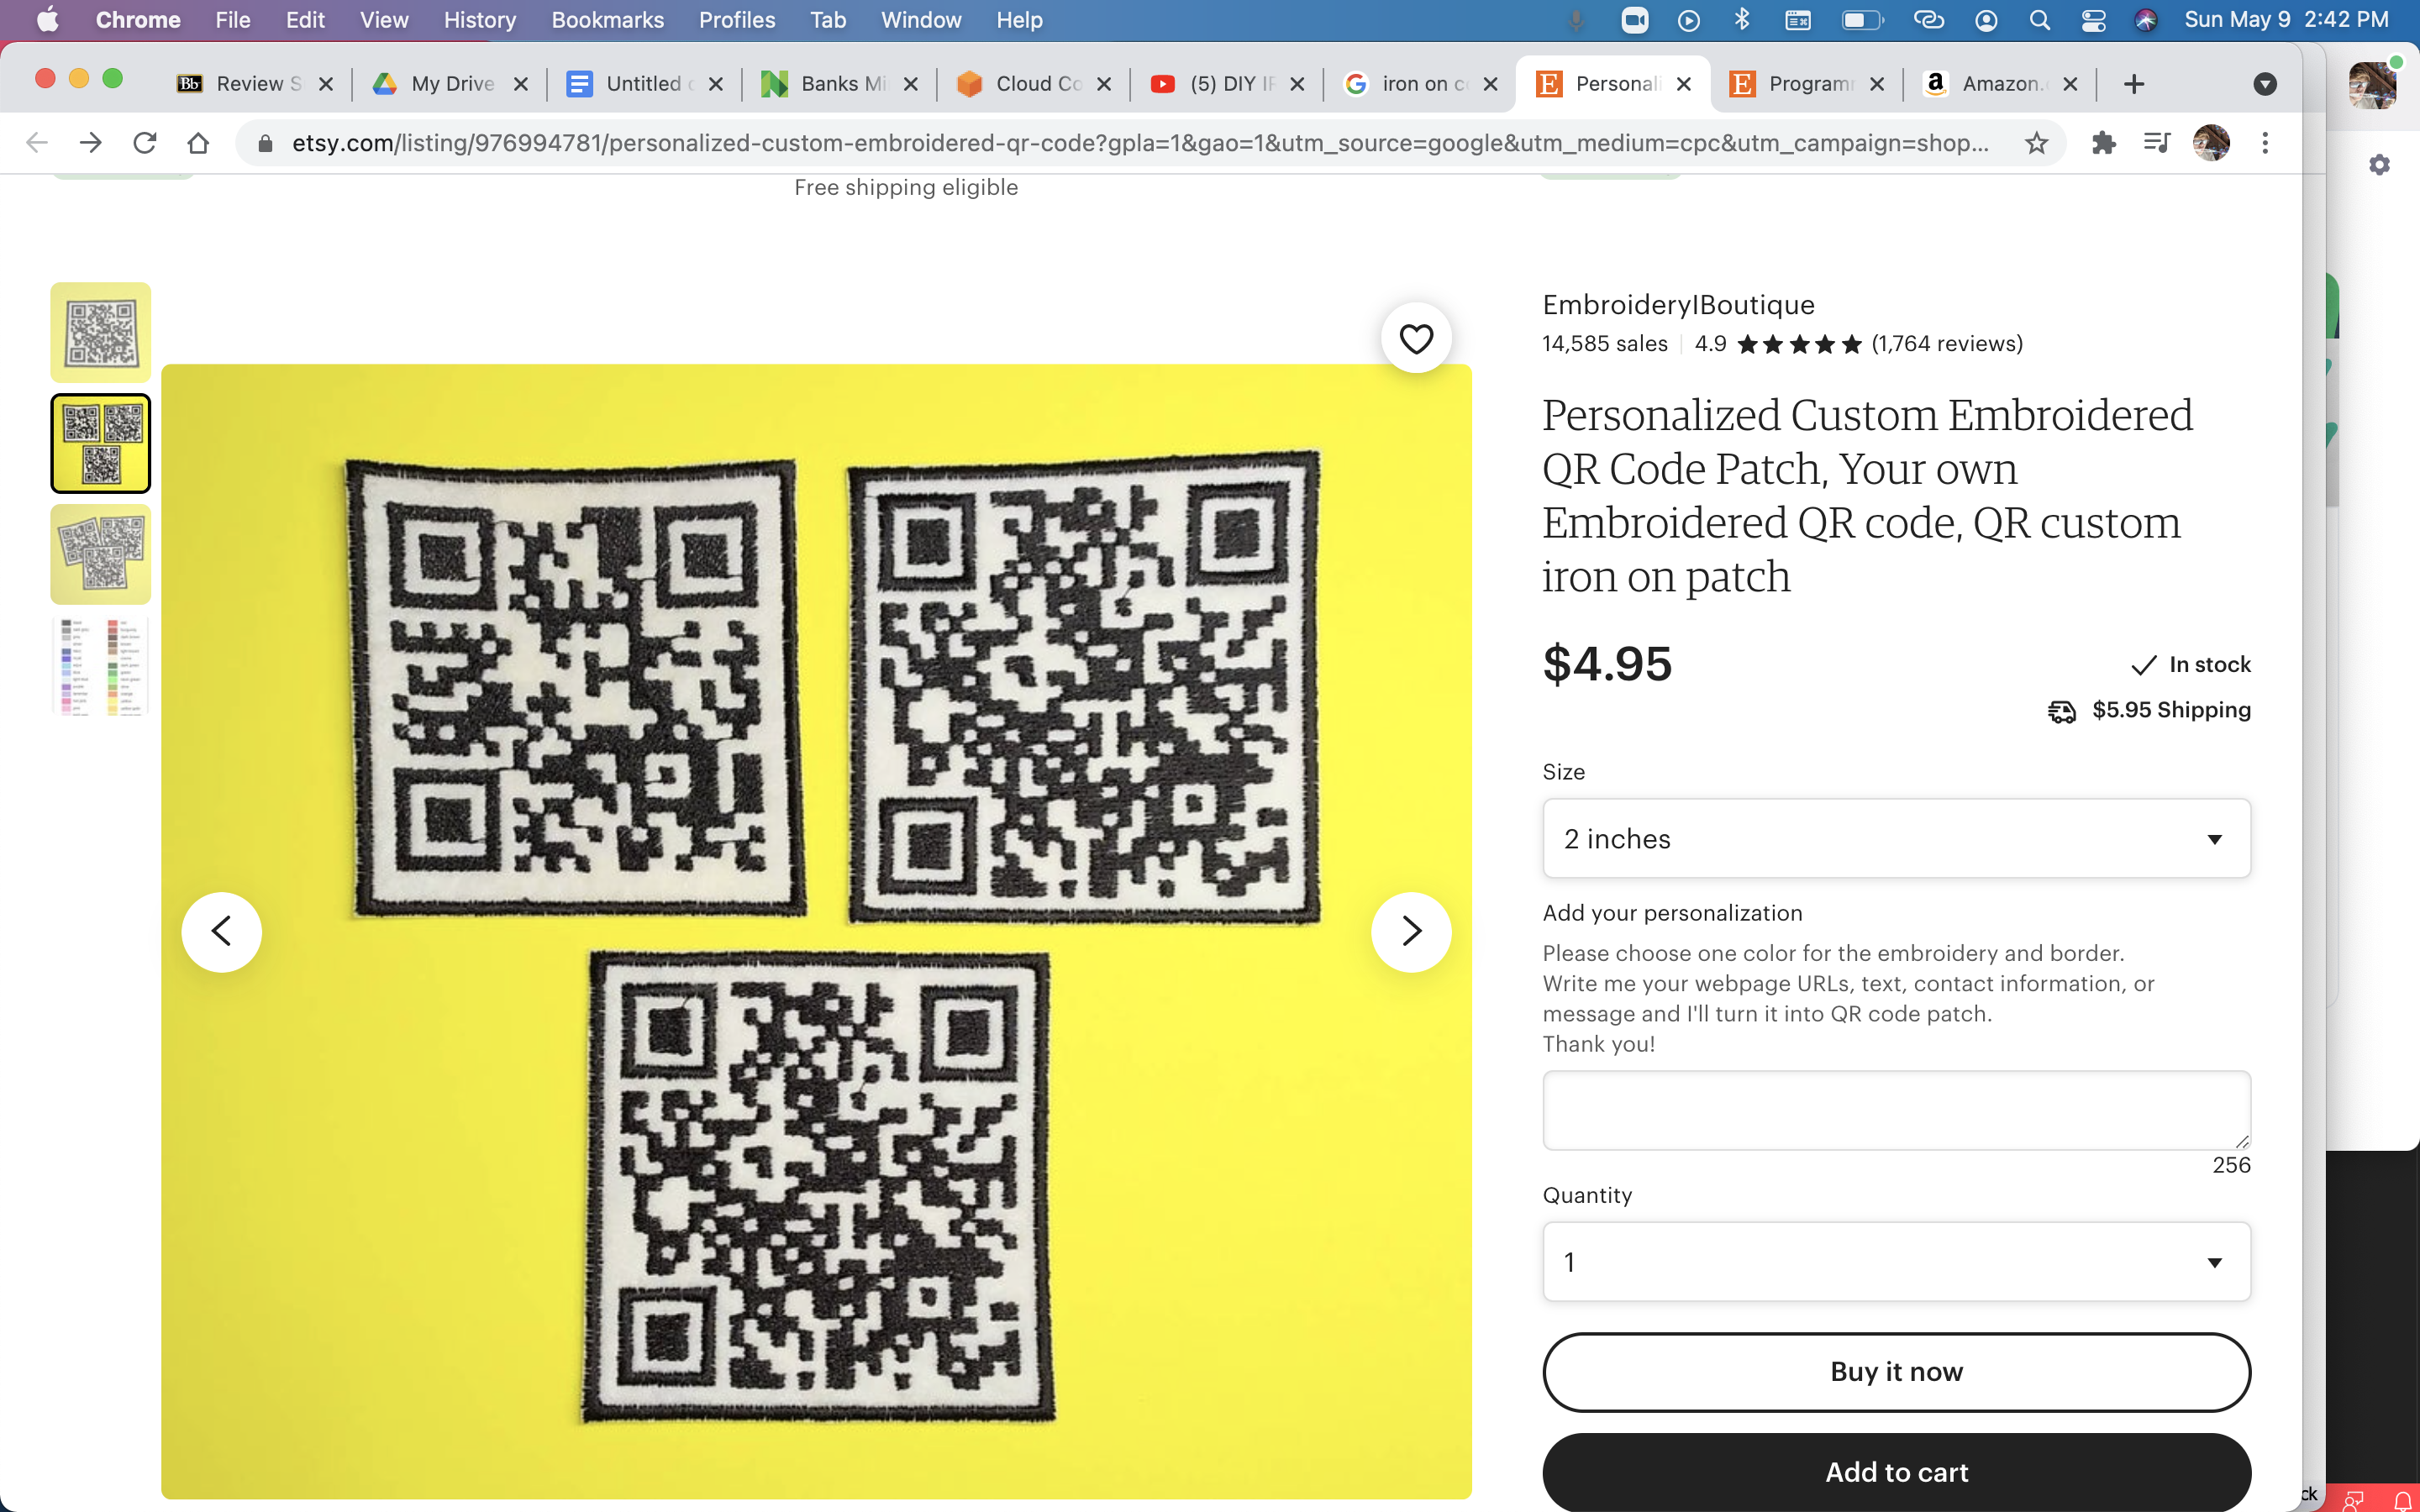 Chrome File Edit View History Bookmarks Profiles Tab Window Help Sun May 9 2:42 PM
Bb Review S My Drive Untitled Banks Mi Cloud Co (5) DIY IF iron on c Personali Program Amazon.
etsy.com/listing/976994781/personalized-custom-embroidered-qr-code?gpla=1&gao=1&utm_source=google&utm_medium=cpc&utm_campaign=shop...
Free shipping eligible
EmbroideryIBoutique
14,585 sales 4.9 ★★★★★ (1,764 reviews)
Personalized Custom Embroidered
QR Code Patch, Your own
Embroidered QR code, QR custom
iron on patch
$4.95
In stock
$5.95 Shipping
Size
2 inches
Add your personalization
Please choose one color for the embroidery and border.
Write me your webpage URLs, text, contact information, or
message and I'll turn it into QR code patch.
Thank you!
256
Quantity
1
Buy it now
Add to cart
ck